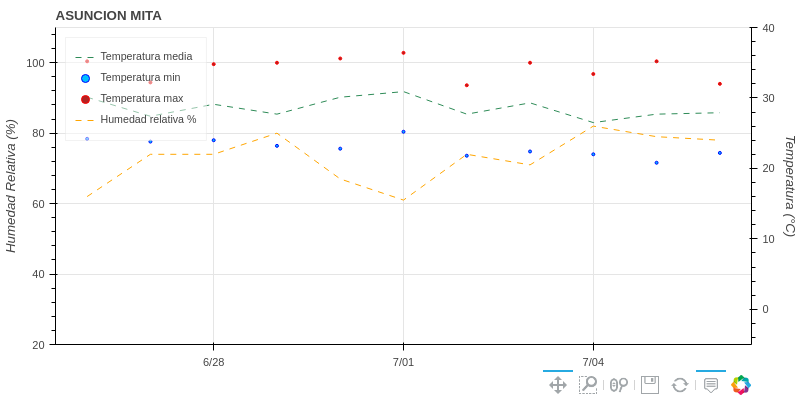 ASUNCION MITA
Temperatura media
Temperatura min
Temperatura max
Humedad relativa %
Humedad Relativa (%)
100
80
60
40
20
Temperatura (°C)
40
30
20
10
0
6/28
7/01
7/04